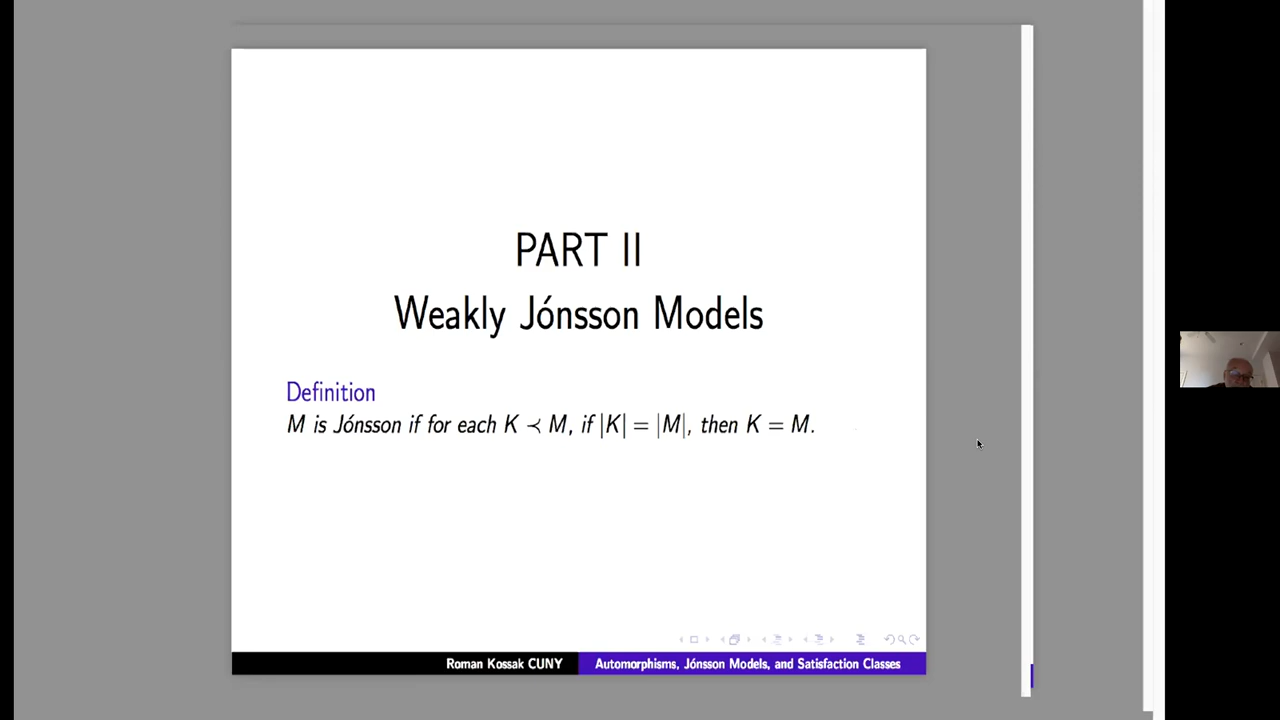 PART II
Weakly Jónsson Models
Definition
M is Jónsson if for each K ≺ M, if |K| = |M|, then K = M.
Roman Kossak CUNY
Automorphisms, Jónsson Models, and Satisfaction Classes